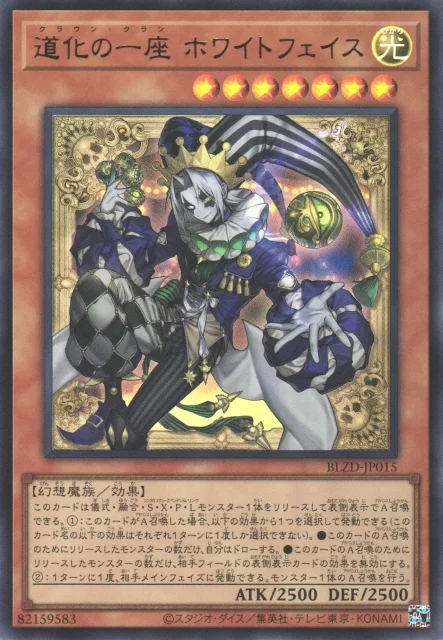 クラウン・クラン
道化の一座 ホワイトフェイス
光
BLZD-JP015
【幻想魔族/効果】
このカードは儀式・融合・S・X・P・Lモンスター1体をリリースして表側表示でA召喚
できる。①:このカードがA召喚した場合、以下の効果から1つを選択して発動できる(この
カード名の以下の効果はそれぞれ1ターンに1度しか選択できない)。●このカードのA召喚
のためにリリースしたモンスターの数だけ、自分はドローする。●このカードのA召喚のために
リリースしたモンスターの数だけ、相手フィールドの表側表示カードの効果を無効にする。
②:1ターンに1度、相手メインフェイズに発動できる。モンスター1体のA召喚を行う。
ATK/2500 DEF/2500
82159583
©スタジオ・ダイス/集英社・テレビ東京・KONAMI